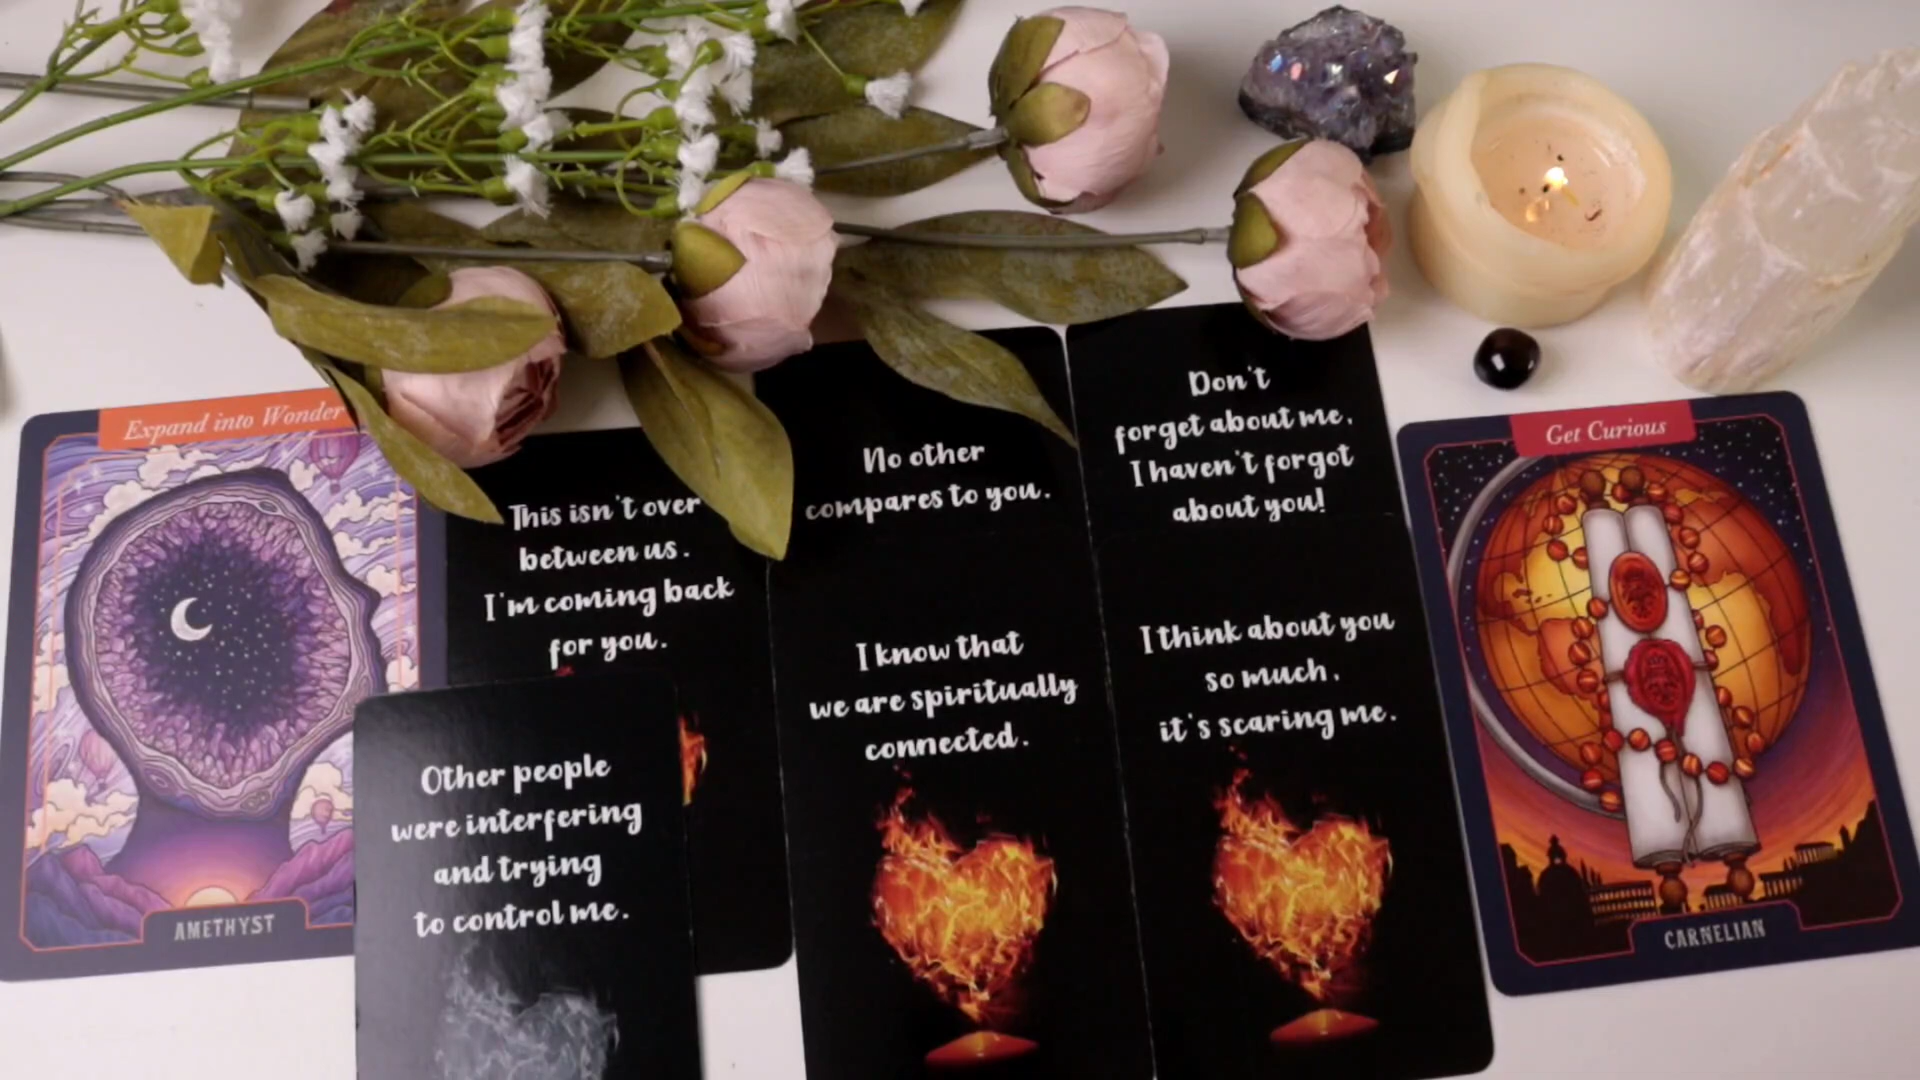 Expand into Wonder
AMETHYST
This isn't over
between us.
I'm coming back
for you.
Other people
were interfering
and trying
to control me.
No other
compares to you.
I know that
we are spiritually
connected.
Don't
forget about me,
I haven't forgot
about you!
I think about you
so much,
it's scaring me.
Get Curious
CARNELIAN